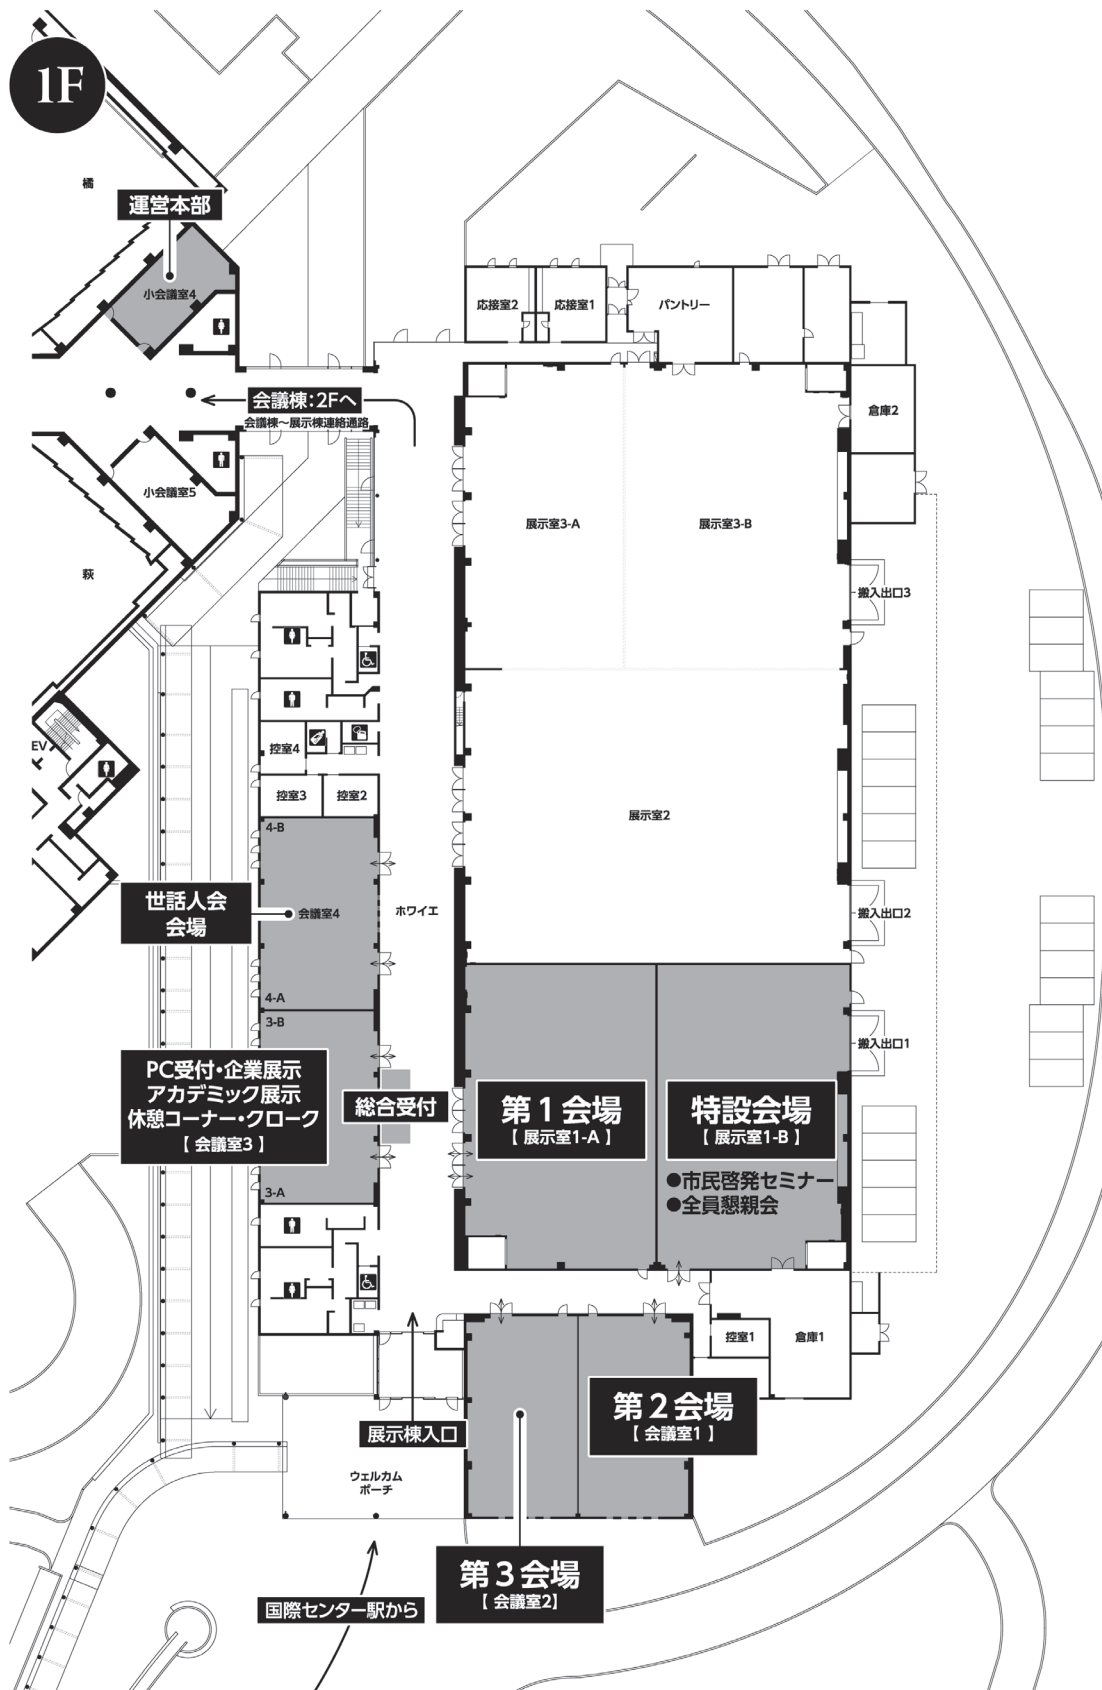 1F
橘
運営本部
小会議室4
応接室2
応接室1
パントリー
会議棟：2Fへ
会議棟～展示棟連絡通路
倉庫2
小会議室5
展示室3-A
展示室3-B
萩
搬入出口3
EV
控室4
控室3
控室2
展示室2
4-B
世話人会
会場
会議室4
ホワイエ
搬入出口2
4-A
3-B
搬入出口1
PC受付・企業展示
アカデミック展示
休憩コーナー・クローク
【 会議室3 】
総合受付
第1会場
【 展示室1-A 】
特設会場
【 展示室1-B 】
●市民啓発セミナー
●全員懇親会
3-A
控室1
倉庫1
第2会場
【 会議室1 】
展示棟入口
ウェルカム
ポーチ
第3会場
【 会議室2】
国際センター駅から